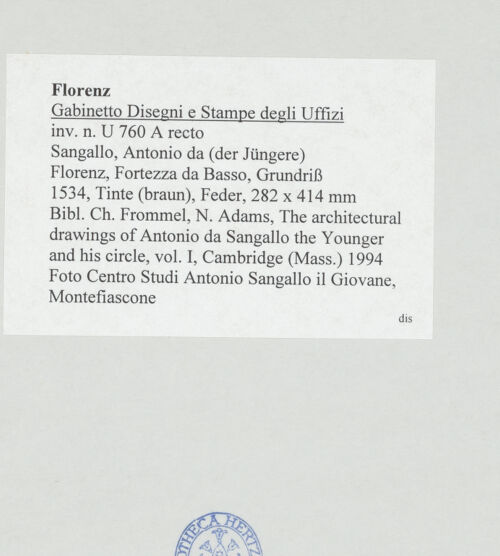 Florenz
Gabinetto Disegni e Stampe degli Uffizi
inv. n. U 760 A recto
Sangallo, Antonio da (der Jüngere)
Florenz, Fortezza da Basso, Grundriß
1534, Tinte (braun), Feder, 282 x 414 mm
Bibl. Ch. Frommel, N. Adams, The architectural
drawings of Antonio da Sangallo the Younger
and his circle, vol. I, Cambridge (Mass.) 1994
Foto Centro Studi Antonio Sangallo il Giovane,
Montefiascone
dis